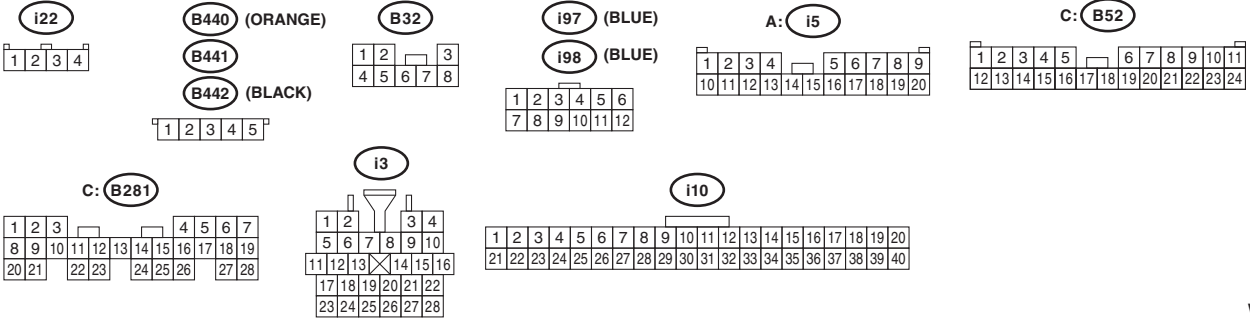 i22
1 2 3 4
B440 (ORANGE)
B441
B442 (BLACK)
1 2 3 4 5
B32
1 2 3
4 5 6 7 8
i97 (BLUE)
i98 (BLUE)
1 2 3 4 5 6
7 8 9 10 11 12
A: i5
1 2 3 4 5 6 7 8 9
10 11 12 13 14 15 16 17 18 19 20
C: B52
1 2 3 4 5 6 7 8 9 10 11
12 13 14 15 16 17 18 19 20 21 22 23 24
C: B281
1 2 3 4 5 6 7
8 9 10 11 12 13 14 15 16 17 18 19
20 21 22 23 24 25 26 27 28
i3
1 2 3 4
5 6 7 8 9 10
11 12 13 14 15 16
17 18 19 20 21 22
23 24 25 26 27 28
i10
1 2 3 4 5 6 7 8 9 10 11 12 13 14 15 16 17 18 19 20
21 22 23 24 25 26 27 28 29 30 31 32 33 34 35 36 37 38 39 40